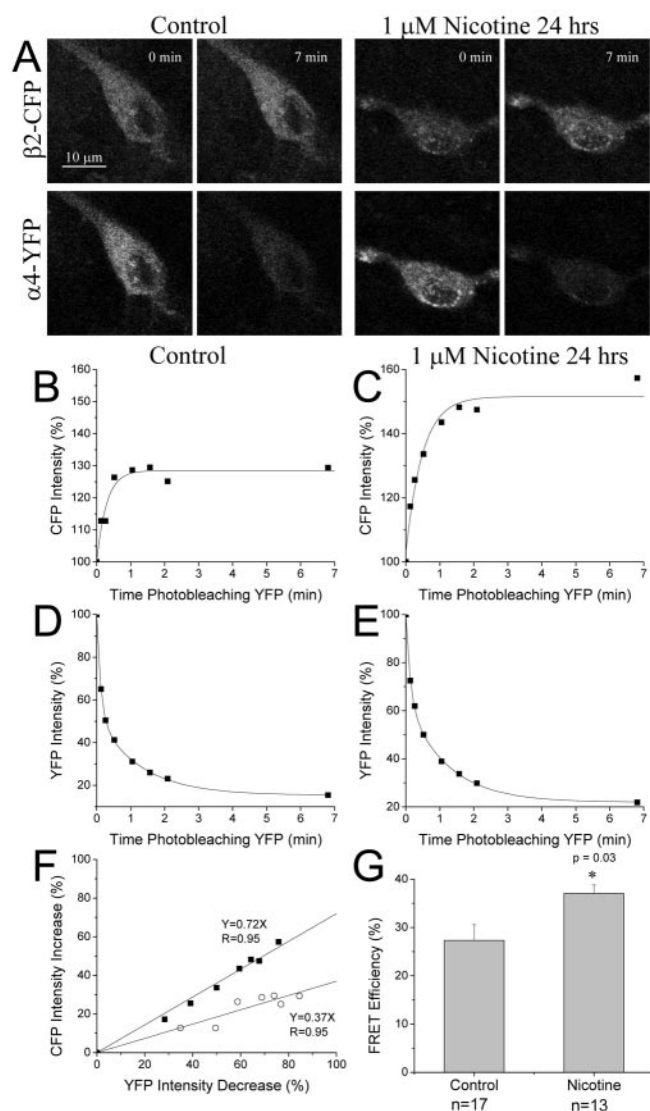 Control
1 μM Nicotine 24 hrs
A
β2-CFP
0 min
7 min
0 min
7 min
10 μm
α4-YFP
Control
1 μM Nicotine 24 hrs
B
CFP Intensity (%)
160
150
140
130
120
110
100
0 1 2 3 4 5 6 7
Time Photobleaching YFP (min)
C
CFP Intensity (%)
160
150
140
130
120
110
100
0 1 2 3 4 5 6 7
Time Photobleaching YFP (min)
D
YFP Intensity (%)
100
80
60
40
20
0 1 2 3 4 5 6 7
Time Photobleaching YFP (min)
E
YFP Intensity (%)
100
80
60
40
20
0 1 2 3 4 5 6 7
Time Photobleaching YFP (min)
F
CFP Intensity Increase (%)
100
80
60
40
20
0
Y=0.72X
R=0.95
Y=0.37X
R=0.95
0 20 40 60 80 100
YFP Intensity Decrease (%)
G
p = 0.03
*
FRET Efficiency (%)
40
30
20
10
0
Control
n=17
Nicotine
n=13